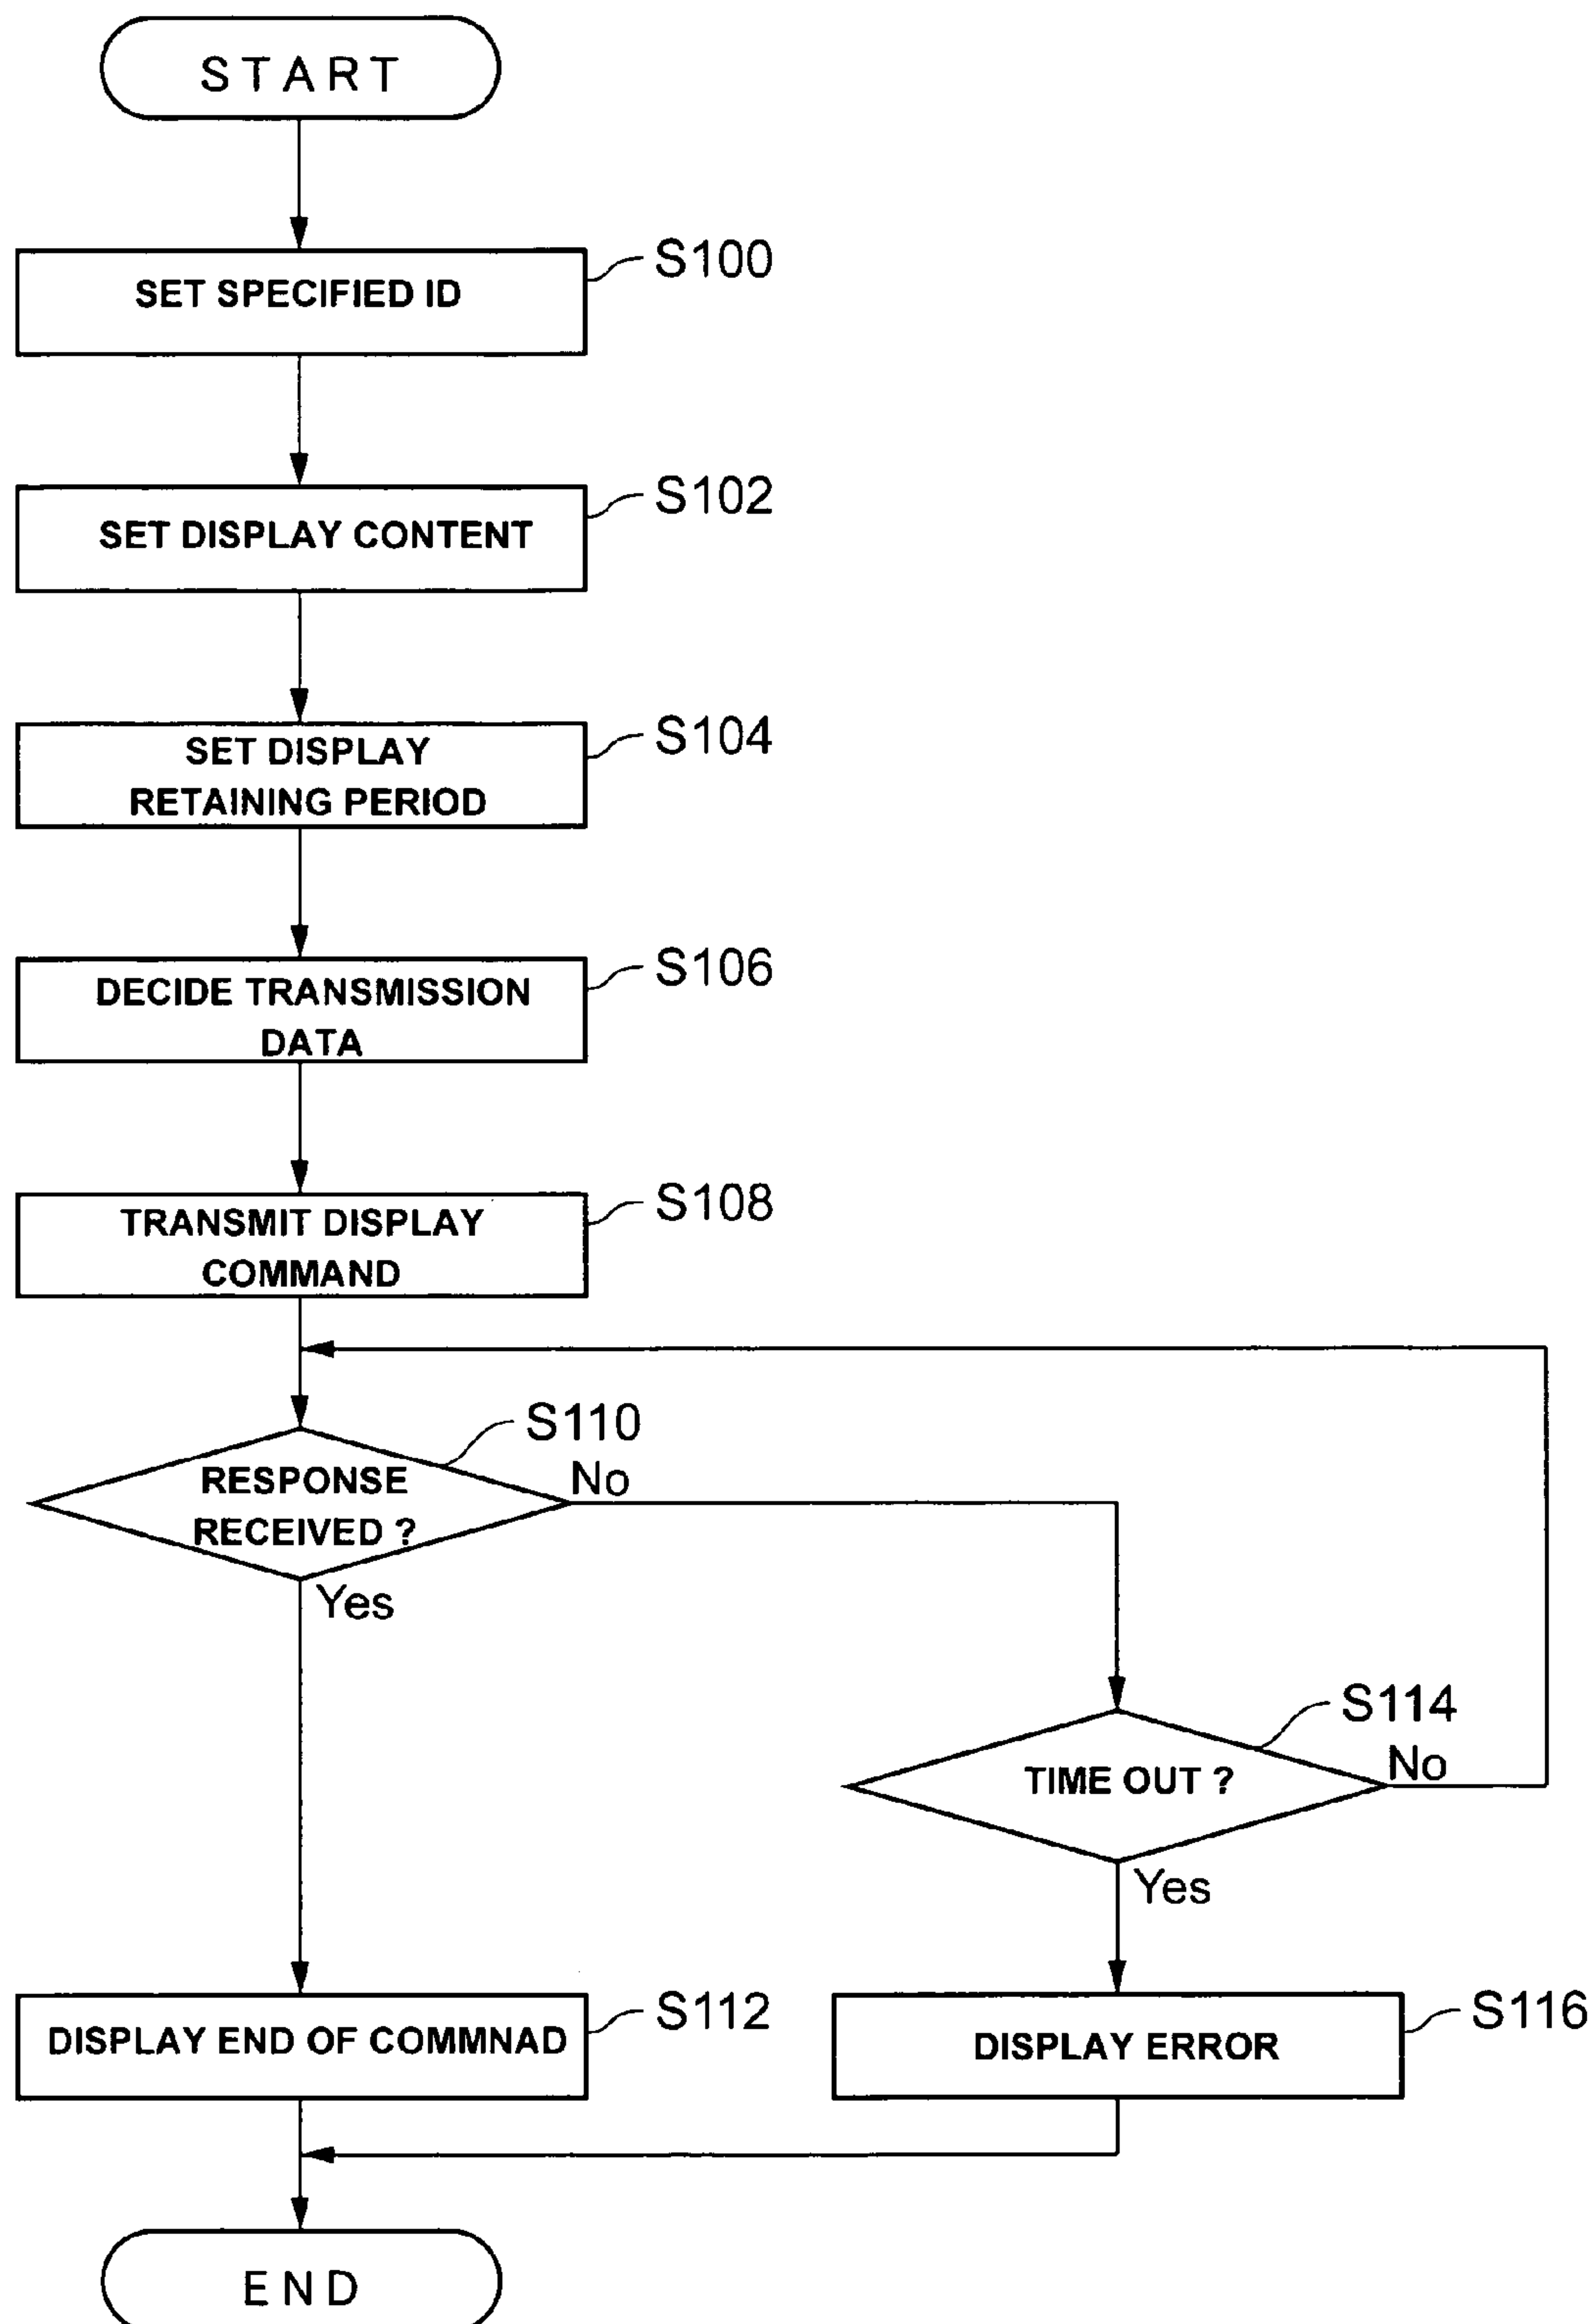 START
S100
SET SPECIFIED ID
S102
SET DISPLAY CONTENT
S104
SET DISPLAY
RETAINING PERIOD
S106
DECIDE TRANSMISSION
DATA
S108
TRANSMIT DISPLAY
COMMAND
S110
RESPONSE
RECEIVED ?
No
Yes
S114
TIME OUT ?
No
Yes
S112
DISPLAY END OF COMMNAD
S116
DISPLAY ERROR
END